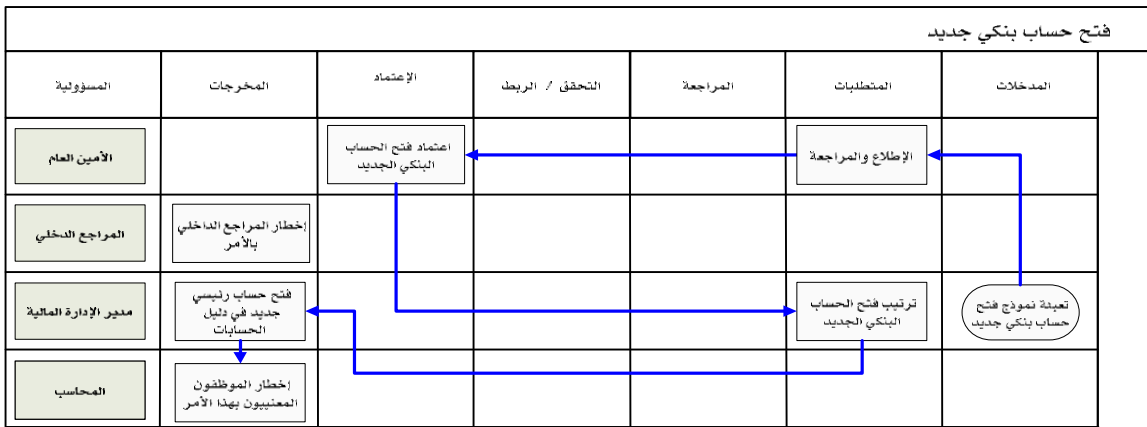 فتح حساب بنكي جديد
المدخلات
المتطلبات
المراجعة
التحقق / الربط
الإعتماد
المخرجات
المسؤولية
الإطلاع والمراجعة
اعتماد فتح الحساب
البنكي الجديد
الأمين العام
إخطار المراجع الداخلي
بالأمر
المراجع الدخلي
تعبئة نموذج فتح
حساب بنكي جديد
ترتيب فتح الحساب
البنكي الجديد
فتح حساب رئيسي
جديد في دليل
الحسابات
مدير الإدارة المالية
إخطار الموظفون
المعنييون بهذا الأمر
المحاسب